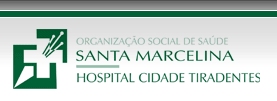 ORGANIZAÇÃO SOCIAL DE SAÚDE
SANTA MARCELINA
HOSPITAL CIDADE TIRADENTES